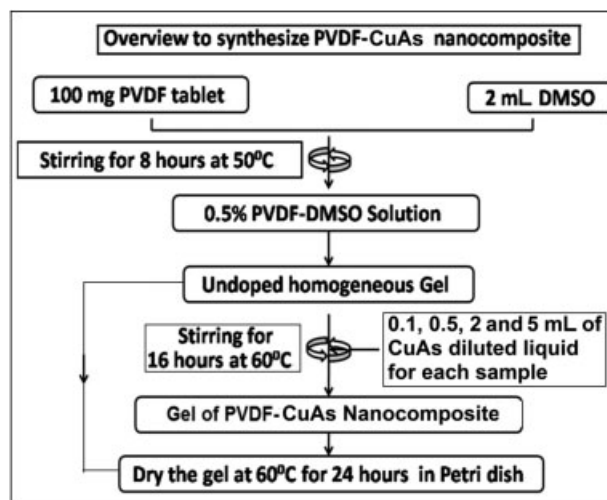 Overview to synthesize PVDF-CuAs nanocomposite
100 mg PVDF tablet
2 mL DMSO
Stirring for 8 hours at 50⁰C
0.5% PVDF-DMSO Solution
Undoped homogeneous Gel
Stirring for
16 hours at 60⁰C
0.1, 0.5, 2 and 5 mL of
CuAs diluted liquid
for each sample
Gel of PVDF-CuAs Nanocomposite
Dry the gel at 60⁰C for 24 hours in Petri dish